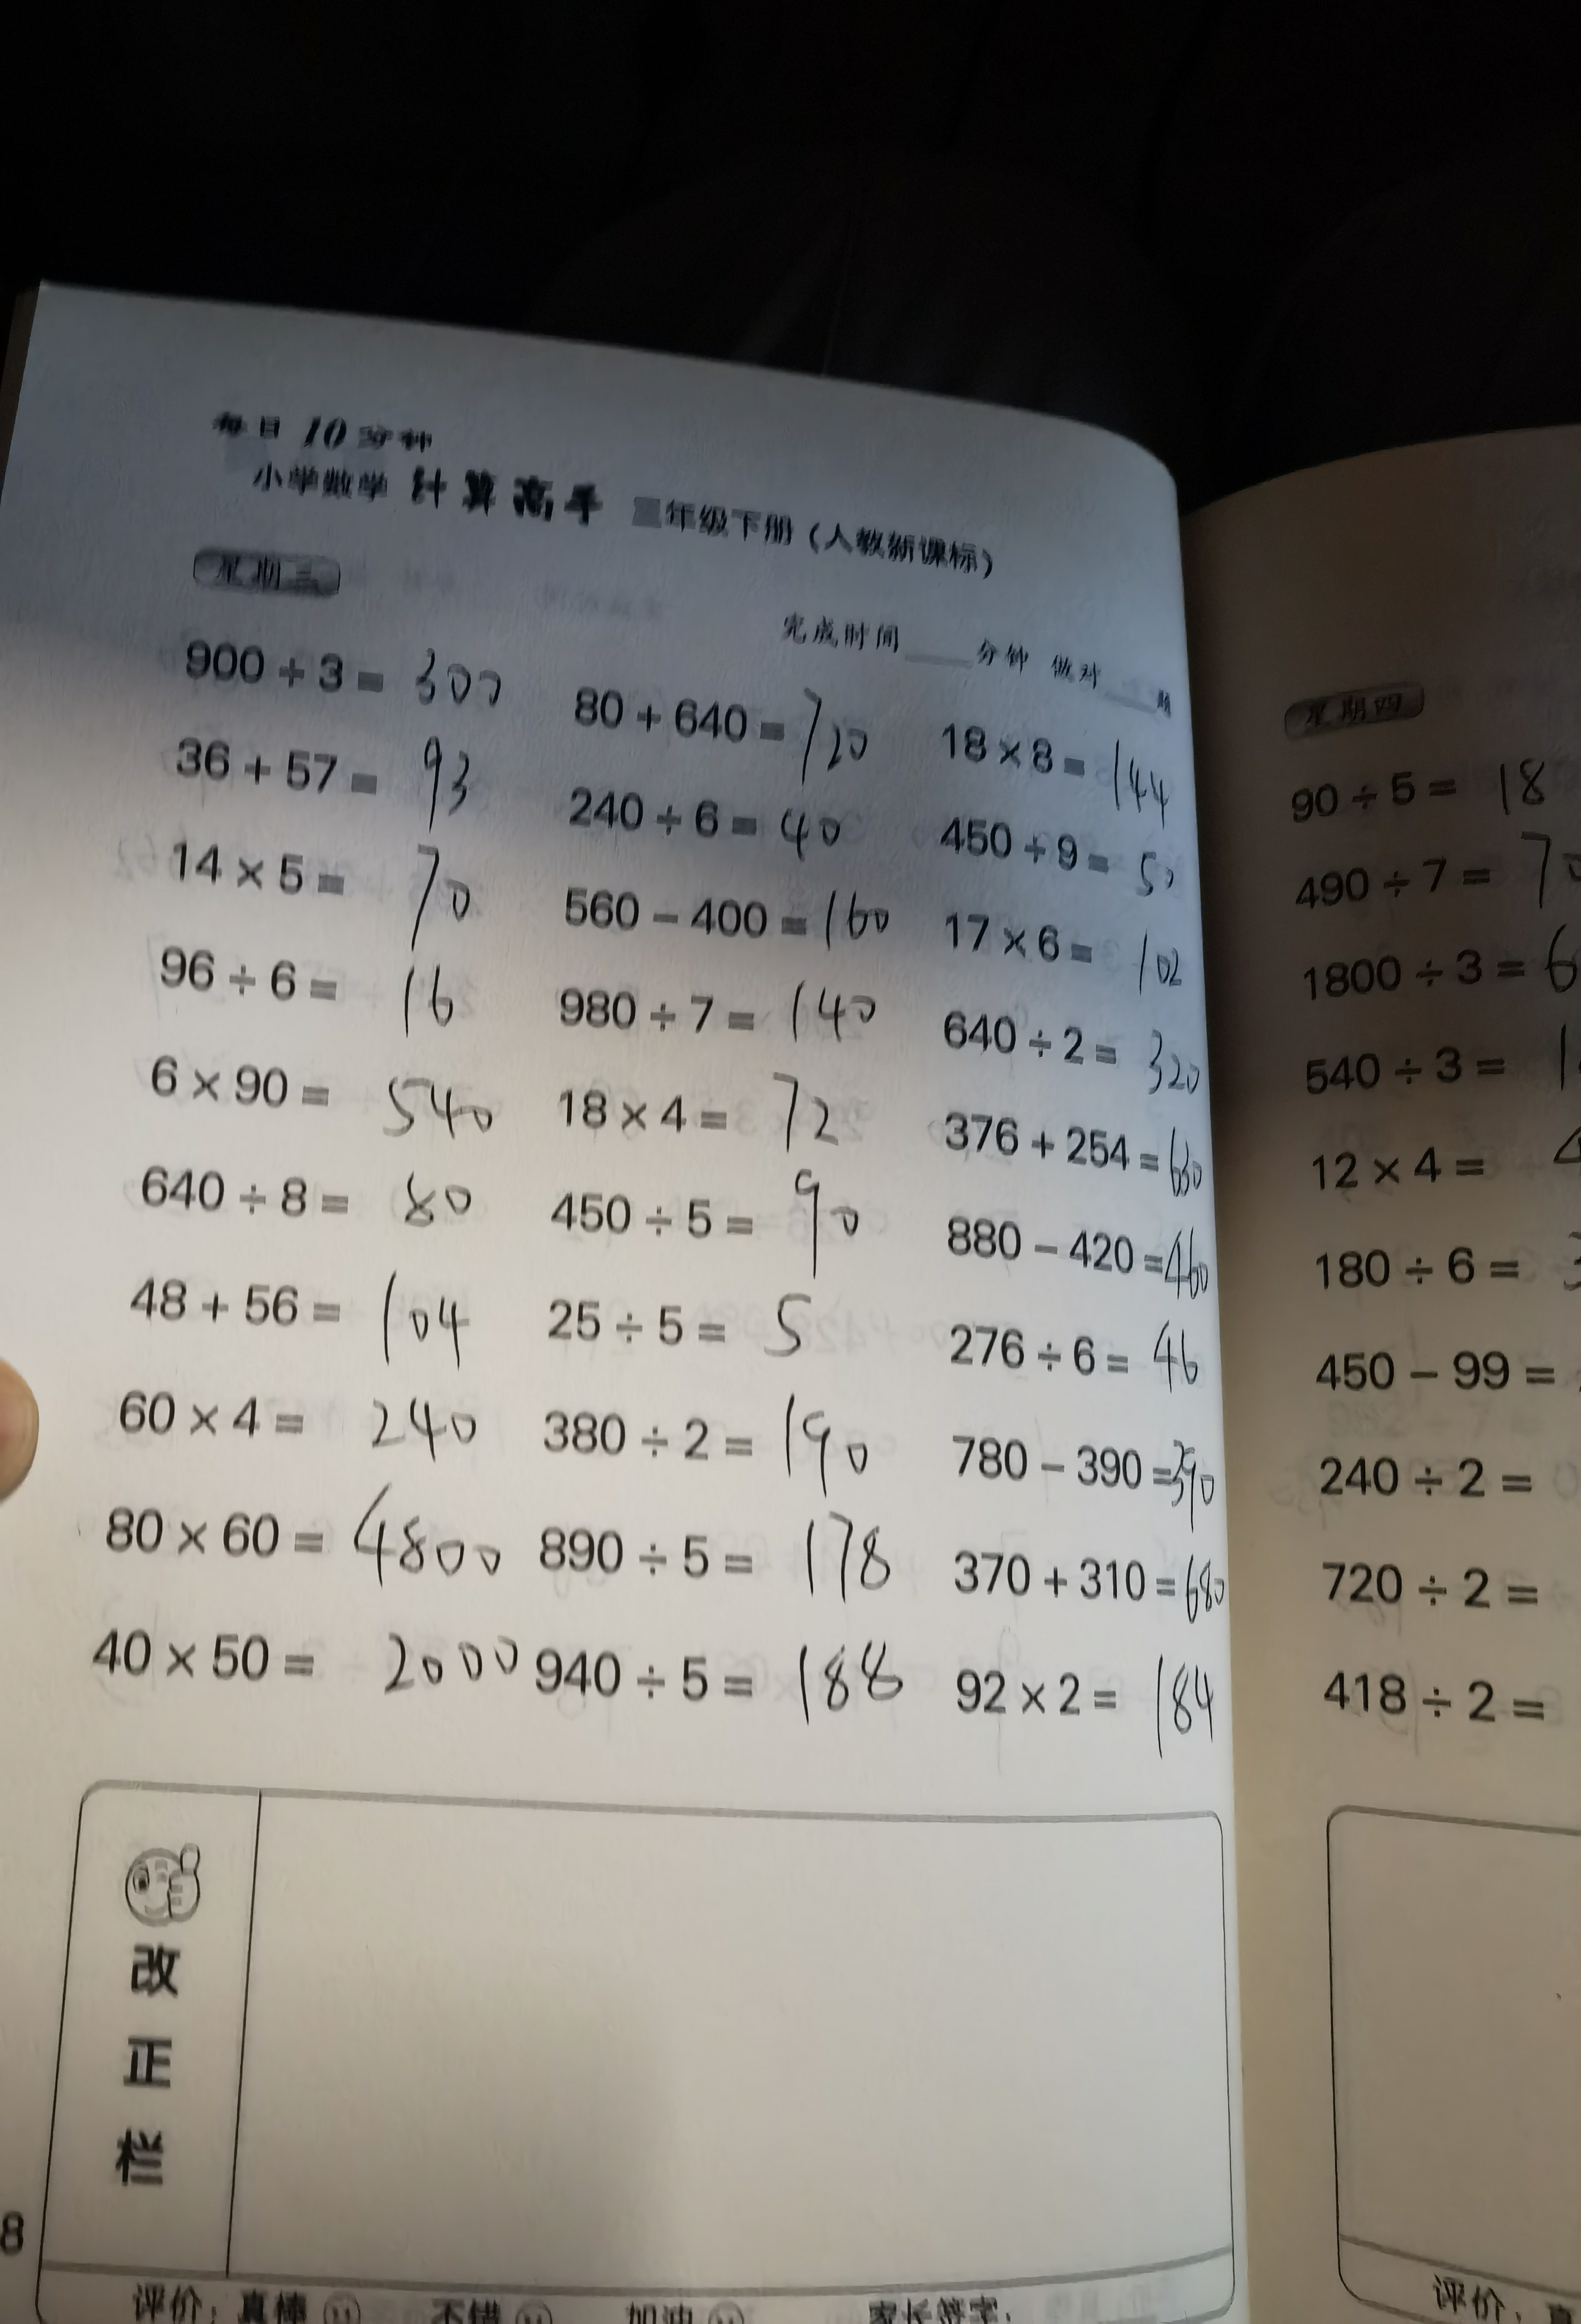 每日10分钟
小学数学 计算高手 三年级下册（人教新课标）
星期三
完成时间____分钟 做对____题
900÷3= 300 80+640= 720 18×8= 144
36+57= 93 240÷6= 40 450÷9= 50
14×5= 70 560-400= 160 17×6= 102
96÷6= 16 980÷7= 140 640÷2= 320
6×90= 540 18×4= 72 376+254= 630
640÷8= 80 450÷5= 90 880-420= 460
48+56= 104 25÷5= 5 276÷6= 46
60×4= 240 380÷2= 190 780-390= 390
80×60= 4800 890÷5= 178 370+310= 680
40×50= 2000 940÷5= 188 92×2= 184
改正栏
8
评价：真棒 不错 加油 家长签字：
星期四
90÷5= 18
490÷7= 70
1800÷3= 6
540÷3= 1
12×4= 4
180÷6= 3
450-99=
240÷2=
720÷2=
418÷2=
评价：真